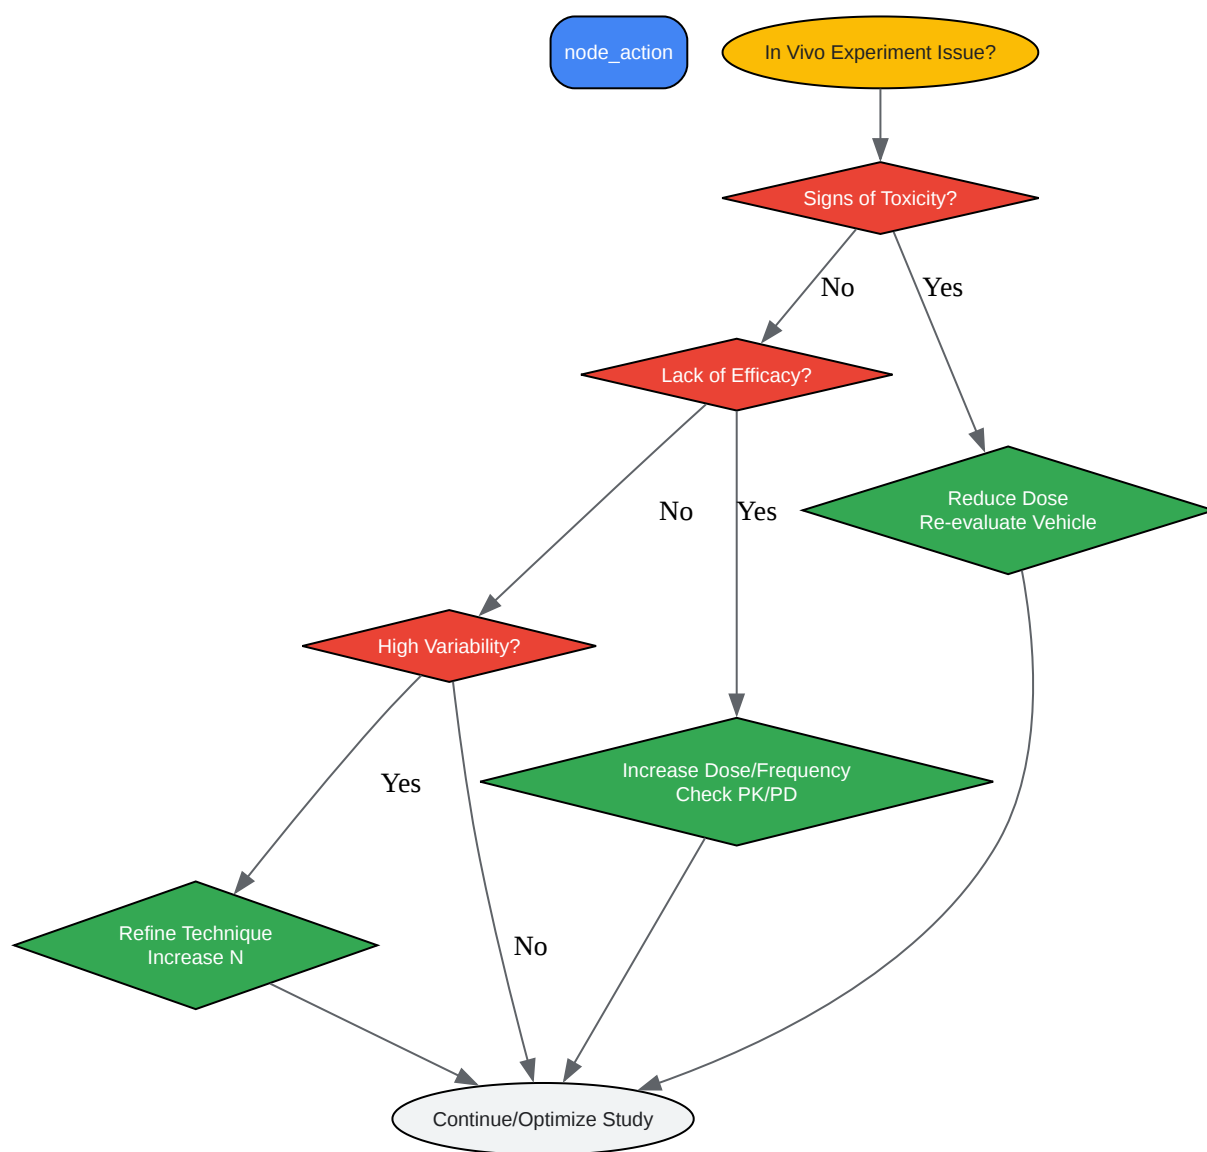 node_action
In Vivo Experiment Issue?
Signs of Toxicity?
No
Yes
Lack of Efficacy?
Reduce Dose
Re-evaluate Vehicle
No
Yes
High Variability?
Increase Dose/Frequency
Check PK/PD
Yes
Refine Technique
Increase N
No
Continue/Optimize Study